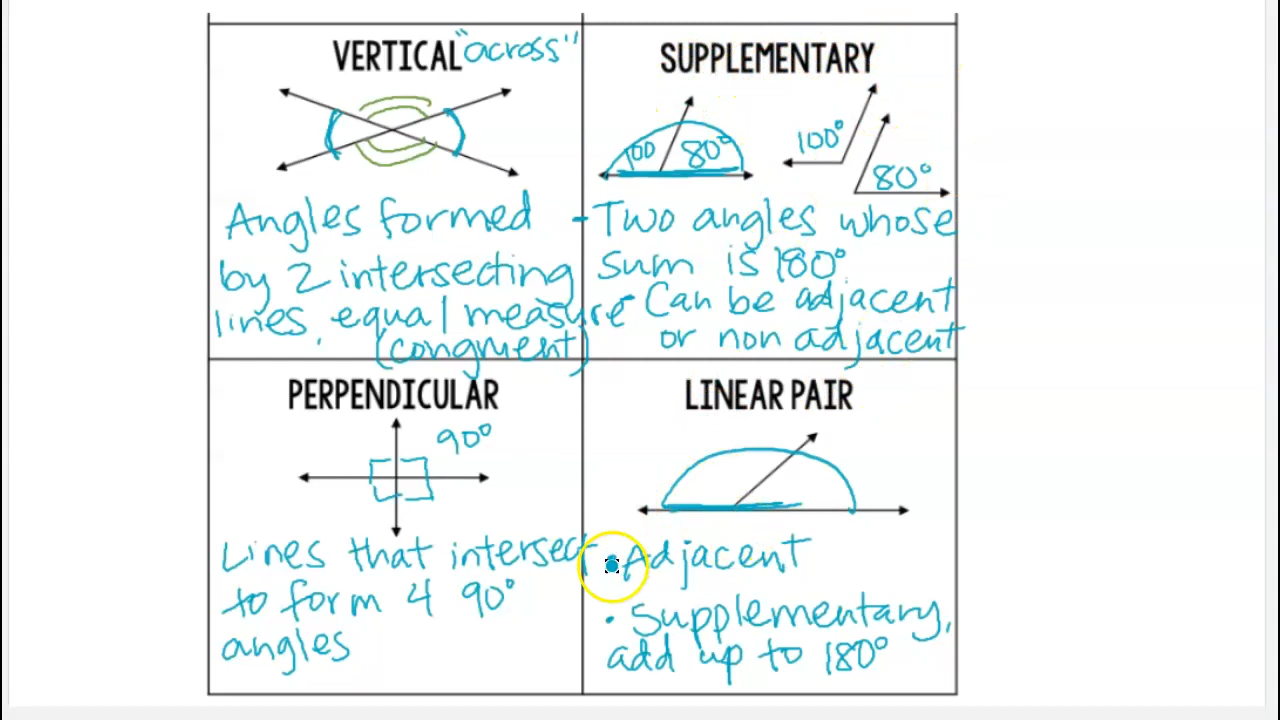 VERTICAL "across"
Angles formed
by 2 intersecting
lines, equal measure
(congruent)
SUPPLEMENTARY
100 80°
100°
80°
- Two angles whose
sum is 180°
- Can be adjacent
or non adjacent
PERPENDICULAR
90°
Lines that intersect
to form 4 90°
angles
LINEAR PAIR
• Adjacent
• Supplementary,
add up to 180°